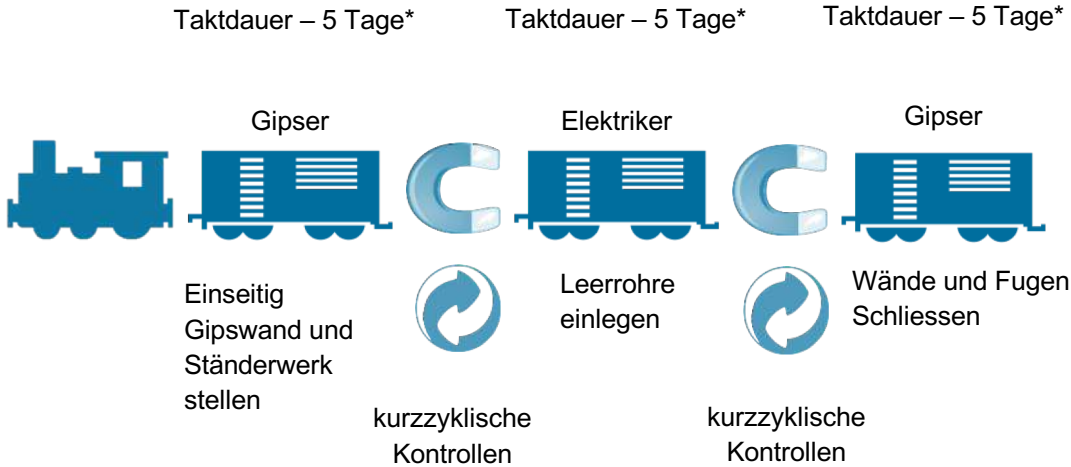 Taktdauer – 5 Tage*
Taktdauer – 5 Tage*
Taktdauer – 5 Tage*
Gipser
Elektriker
Gipser
Einseitig
Gipswand und
Ständerwerk
stellen
Leerrohre
einlegen
Wände und Fugen
Schliessen
kurzzyklische
Kontrollen
kurzzyklische
Kontrollen